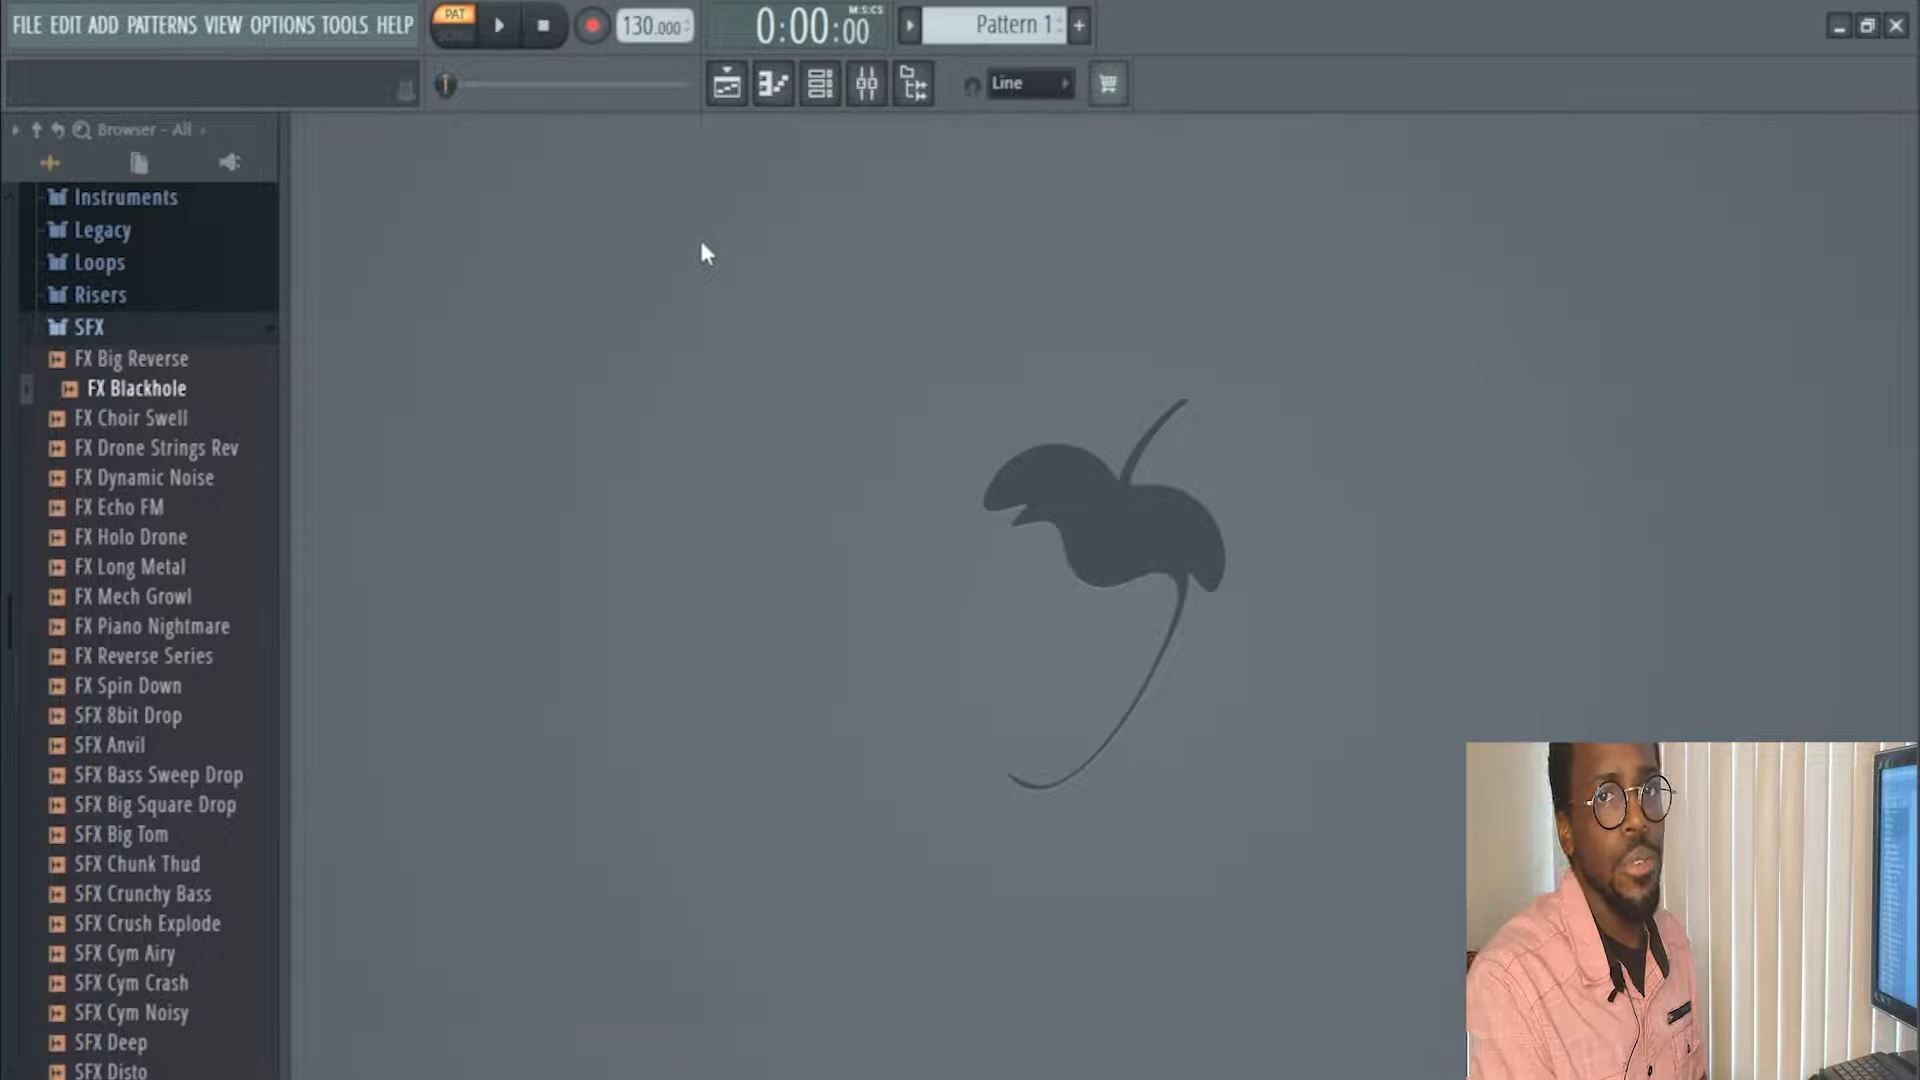 FILE EDIT ADD PATTERNS VIEW OPTIONS TOOLS HELP
PAT
SONG
130.000
0:00:00
M:S:CS
Pattern 1
+
Line
Browser - All
Instruments
Legacy
Loops
Risers
SFX
FX Big Reverse
FX Blackhole
FX Choir Swell
FX Drone Strings Rev
FX Dynamic Noise
FX Echo FM
FX Holo Drone
FX Long Metal
FX Mech Growl
FX Piano Nightmare
FX Reverse Series
FX Spin Down
SFX 8bit Drop
SFX Anvil
SFX Bass Sweep Drop
SFX Big Square Drop
SFX Big Tom
SFX Chunk Thud
SFX Crunchy Bass
SFX Crush Explode
SFX Cym Airy
SFX Cym Crash
SFX Cym Noisy
SFX Deep
SFX Disto